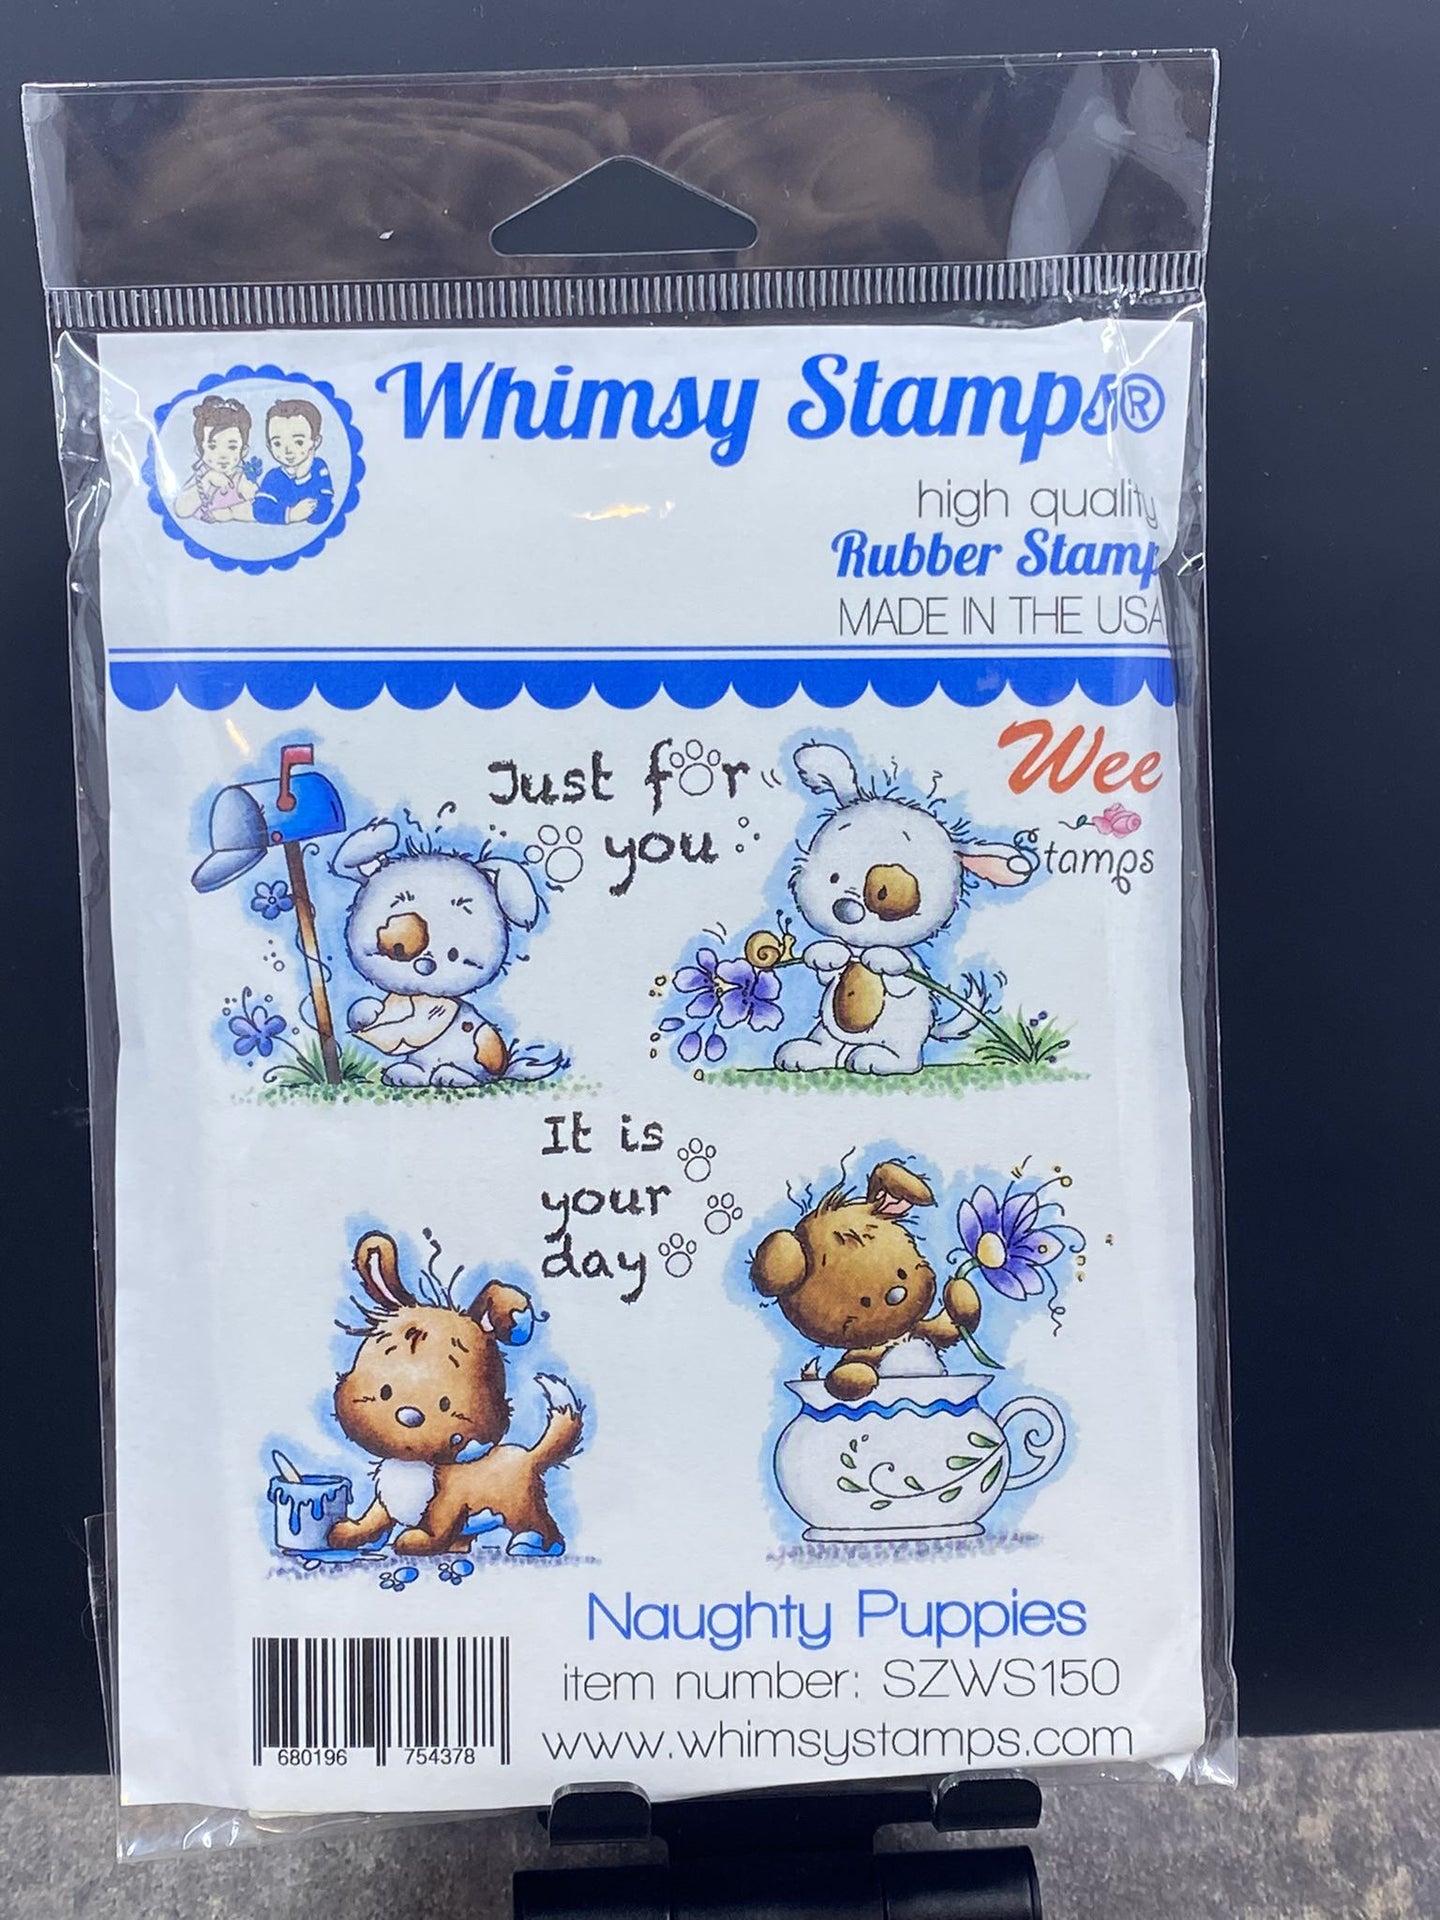 Whimsy Stamps®
high quality
Rubber Stamp
MADE IN THE USA
Wee
Stamps
Just for
you
It is
your
day
Naughty Puppies
item number: SZWS150
www.whimsystamps.com
680196 754378